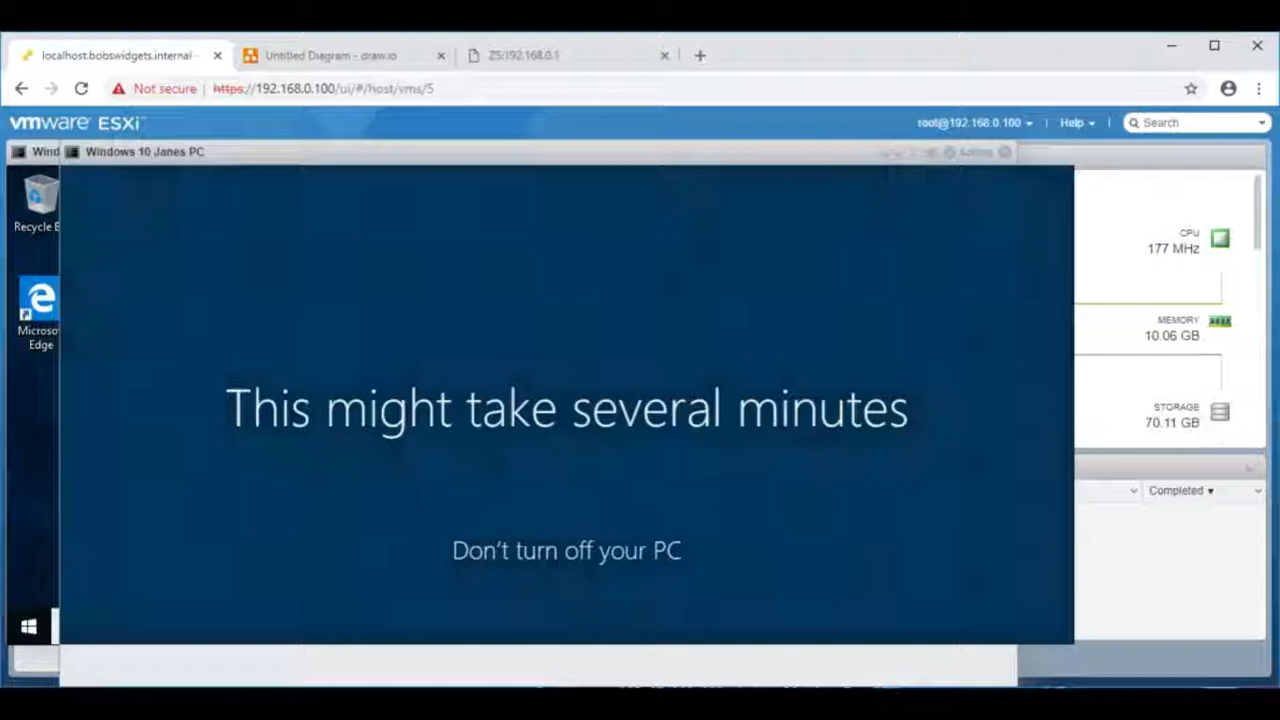 localhost.bobswidgets.internal -
Untitled Diagram - draw.io
ZS:192.168.0.1
Not secure | https://192.168.0.100/ui/#/host/vms/5
vmware ESXi
root@192.168.0.100
Help
Search
Wind
Windows 10 Janes PC
Actions
Recycle B
Microso
Edge
CPU
177 MHz
MEMORY
10.06 GB
STORAGE
70.11 GB
This might take several minutes
Don't turn off your PC
Completed